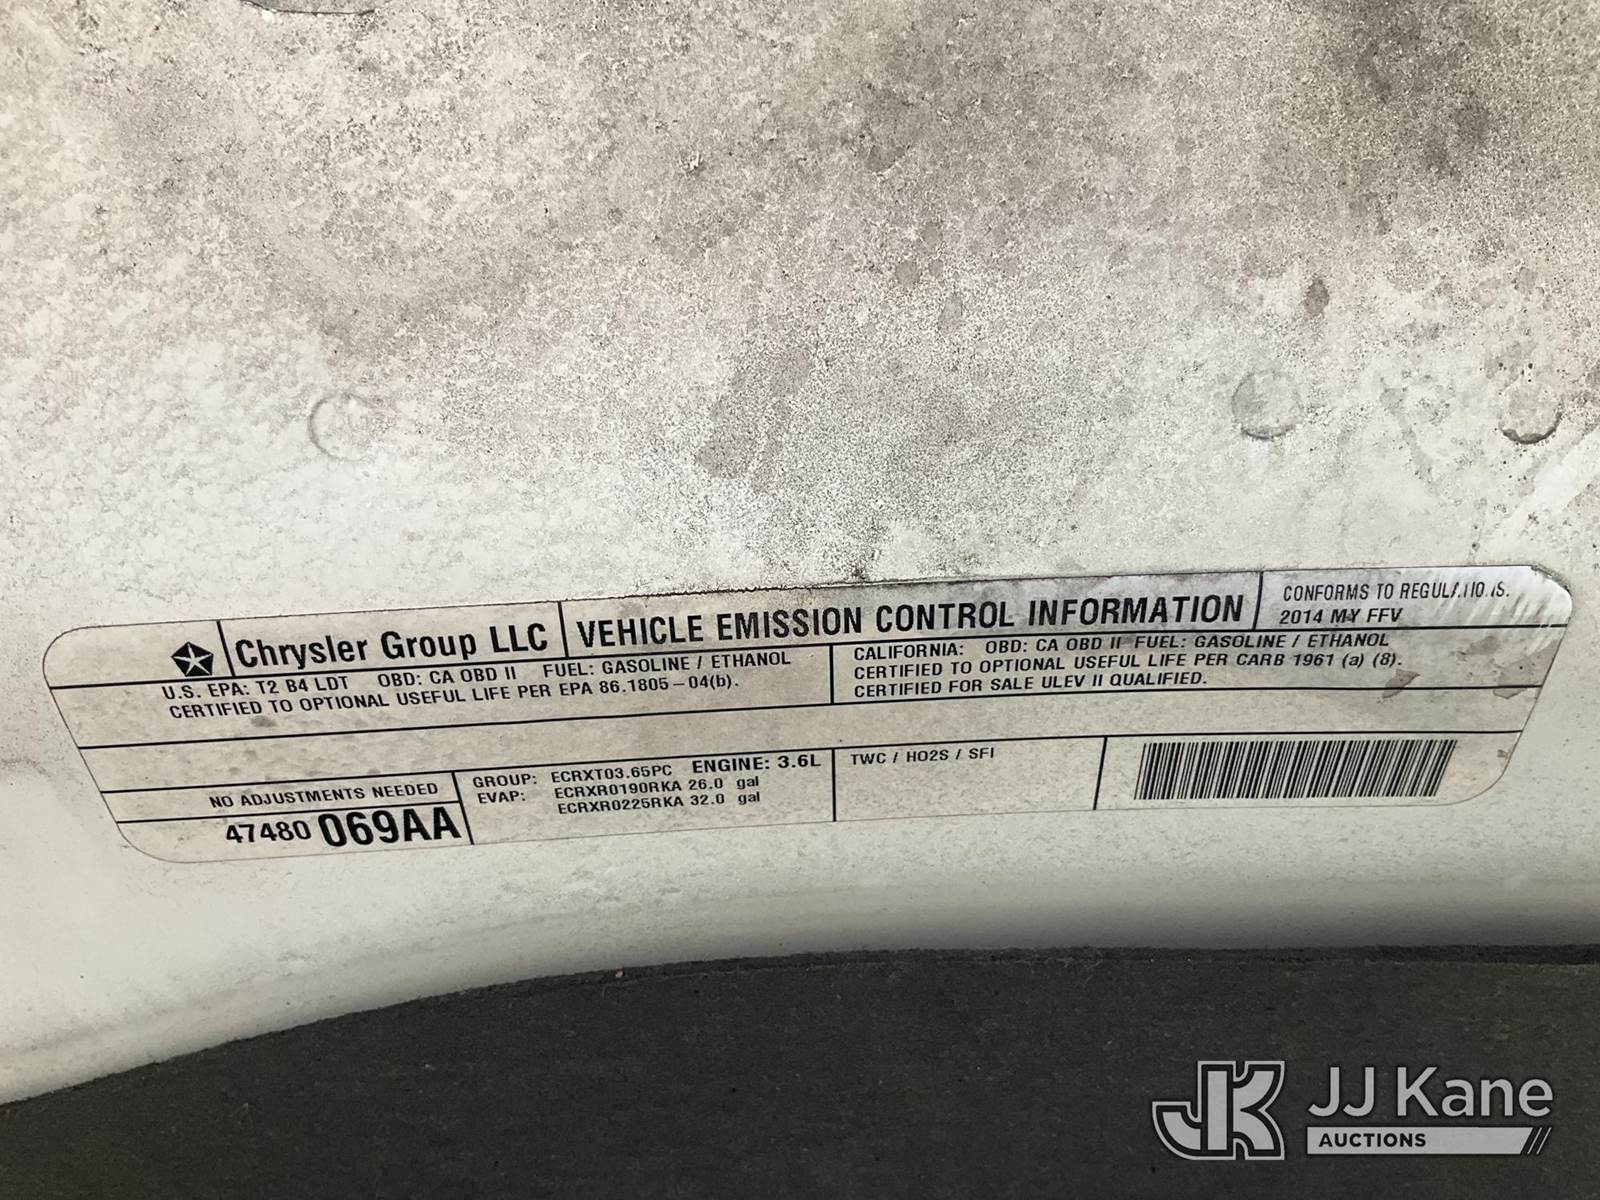 Chrysler Group LLC
VEHICLE EMISSION CONTROL INFORMATION
CONFORMS TO REGULATIONS.
2014 MY FFV
U.S. EPA: T2 B4 LDT OBD: CA OBD II FUEL: GASOLINE / ETHANOL
CERTIFIED TO OPTIONAL USEFUL LIFE PER EPA 86.1805-04(b).
CALIFORNIA: OBD: CA OBD II FUEL: GASOLINE / ETHANOL
CERTIFIED TO OPTIONAL USEFUL LIFE PER CARB 1961 (a) (8).
CERTIFIED FOR SALE ULEV II QUALIFIED.
NO ADJUSTMENTS NEEDED
47480 069AA
GROUP: ECRXT03.65PC ENGINE: 3.6L
EVAP: ECRXR0190RKA 26.0 gal
ECRXR0225RKA 32.0 gal
TWC / HO2S / SFI
JK JJ Kane
AUCTIONS